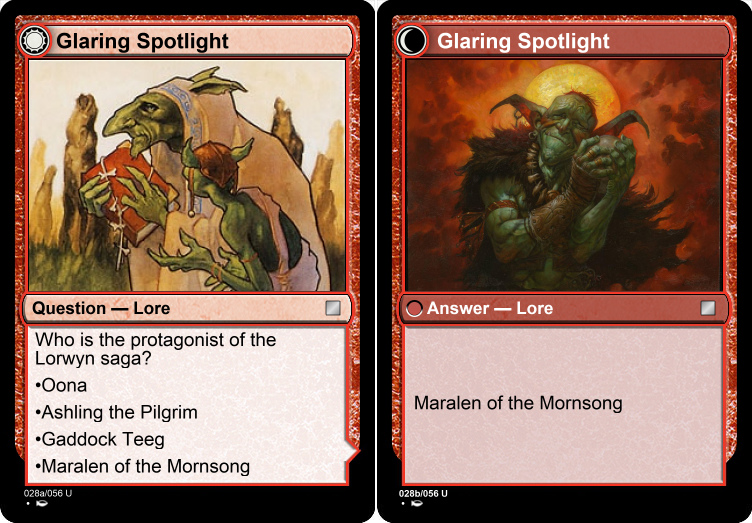 Glaring Spotlight
Question — Lore
Who is the protagonist of the
Lorwyn saga?
•Oona
•Ashling the Pilgrim
•Gaddock Teeg
•Maralen of the Mornsong
028a/056 U
•
Glaring Spotlight
Answer — Lore
Maralen of the Mornsong
028b/056 U
•